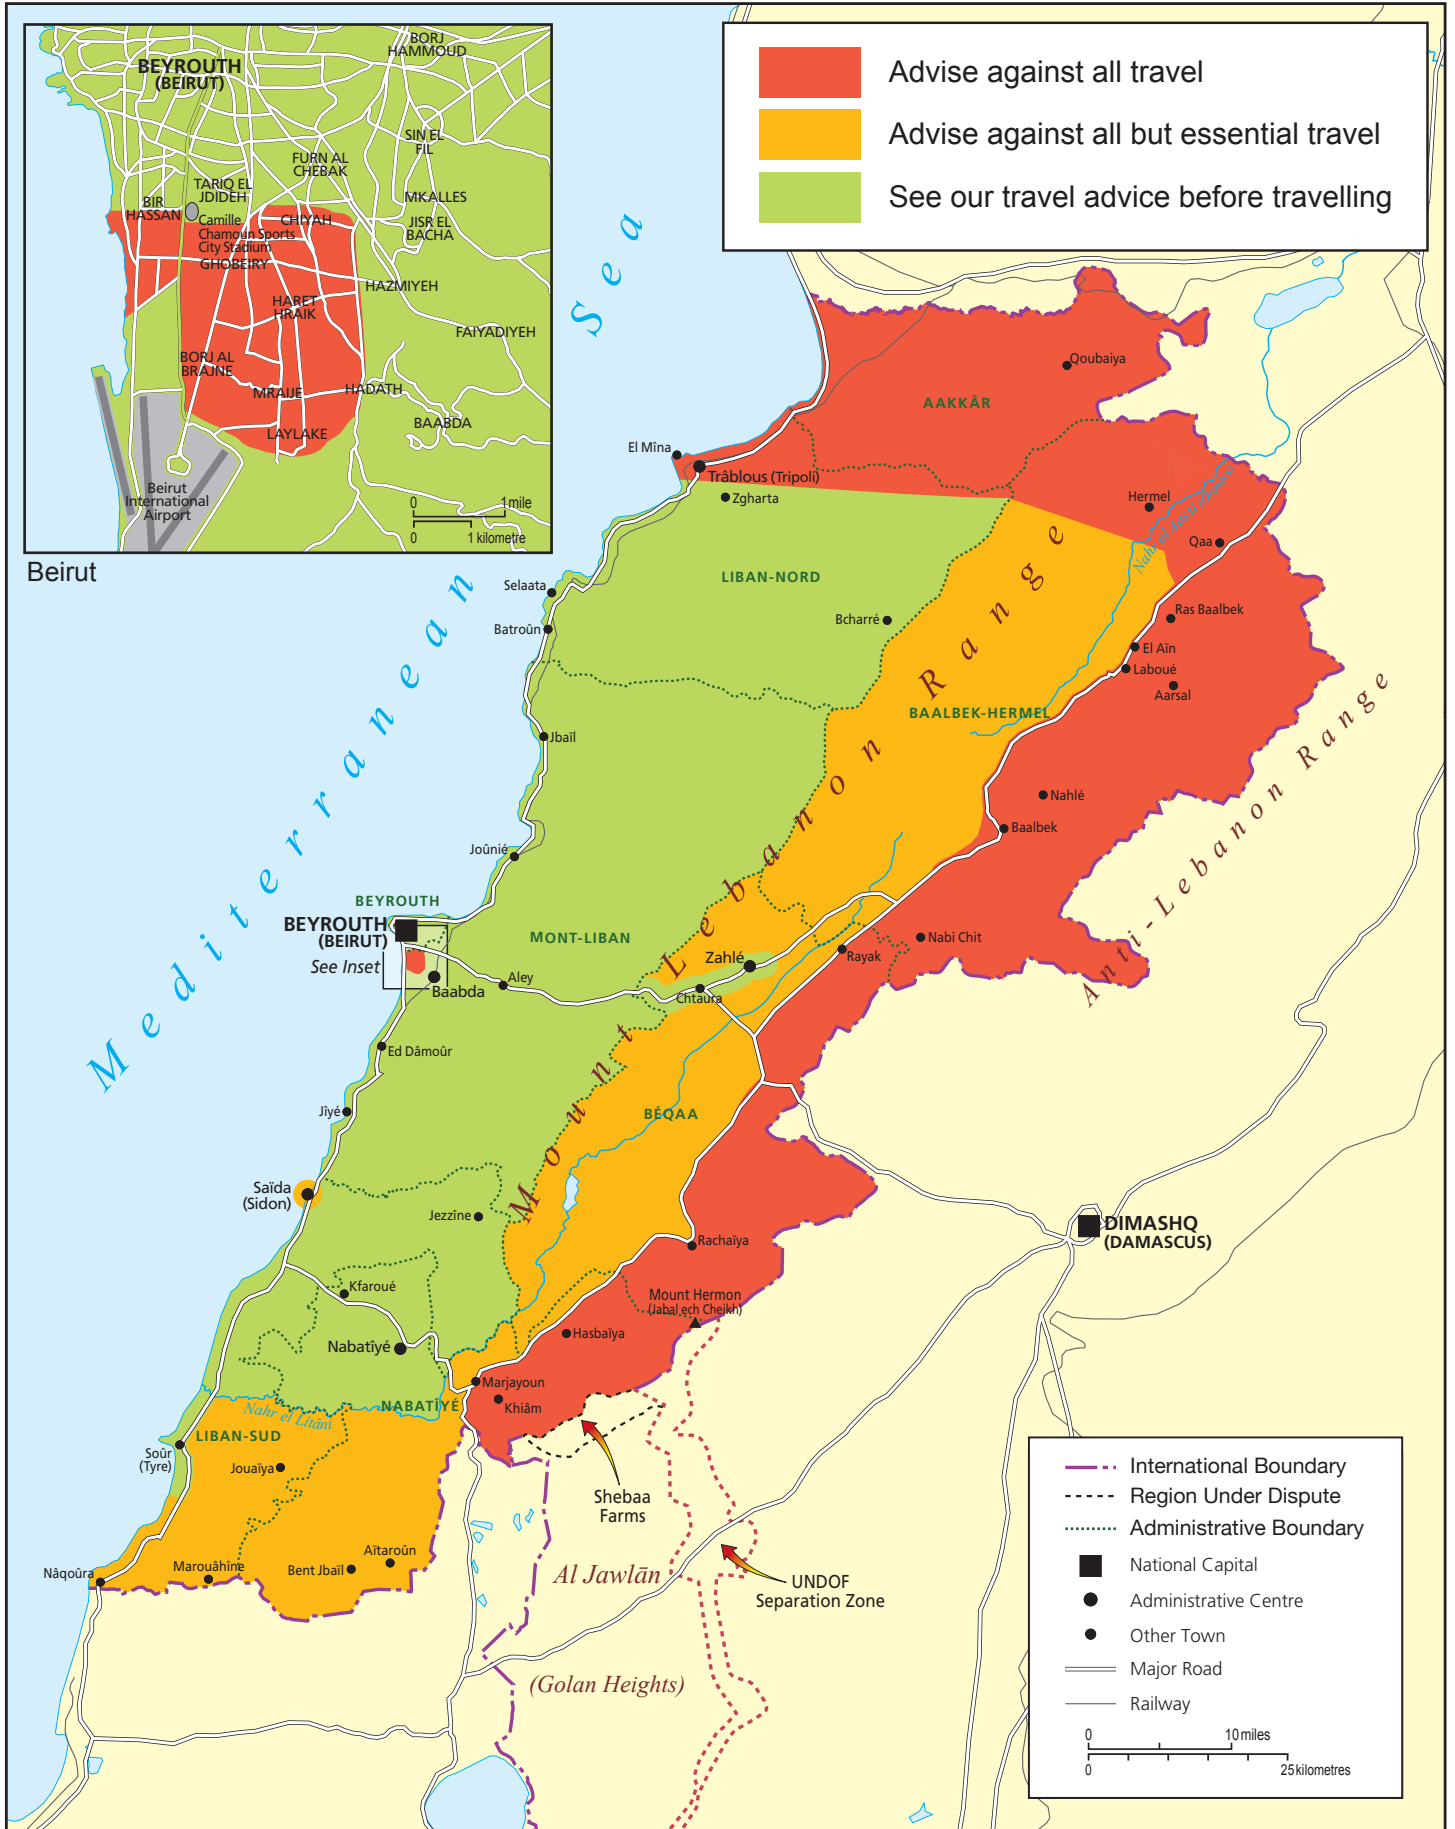 BORJ
HAMMOUD
BEYROUTH
(BEIRUT)
SIN EL
FIL
FURN AL
CHEBAK
TARIQ EL
JDIDEH
MKALLES
BIR
HASSAN
Camille
Chamoun Sports
City Stadium
CHIYAH
JISR EL
BACHA
GHOBEIRY
HAZMIYEH
HARET
HRAIK
FAIYADIYEH
BORJ AL
BRAJNE
MRAIJE
HADATH
BAABDA
LAYLAKE
Beirut
International
Airport
0 1 mile
0 1 kilometre
Beirut
Advise against all travel
Advise against all but essential travel
See our travel advice before travelling
Mediterranean Sea
Qoubaiya
AAKKÂR
El Mîna
Trâblous (Tripoli)
Zgharta
Hermel
Nahr el Aassi
Qaa
LIBAN-NORD
Selaata
Batroûn
Bcharré
Ras Baalbek
El Aïn
Laboué
Aarsal
BAALBEK-HERMEL
Jbaïl
Mount Lebanon Range
Anti-Lebanon Range
Nahlé
Baalbek
Joûnié
BEYROUTH
BEYROUTH
(BEIRUT)
See Inset
MONT-LIBAN
Nabi Chit
Zahlé
Rayak
Baabda
Aley
Chtaura
Ed Dâmoûr
Jîyé
BÉQAA
Saïda
(Sidon)
Jezzîne
DIMASHQ
(DAMASCUS)
Rachaïya
Kfaroué
Mount Hermon
(Jabal ech Cheikh)
Nabatîyé
Hasbaïya
Marjayoun
Khiâm
NABATÎYÉ
Nahr el Lîtâni
LIBAN-SUD
Soûr
(Tyre)
Jouaïya
Shebaa
Farms
Aïtaroûn
Marouâhîne
Bent Jbaïl
Nâqoûra
Al Jawlān
UNDOF
Separation Zone
(Golan Heights)
International Boundary
Region Under Dispute
Administrative Boundary
National Capital
Administrative Centre
Other Town
Major Road
Railway
0 10 miles
0 25 kilometres